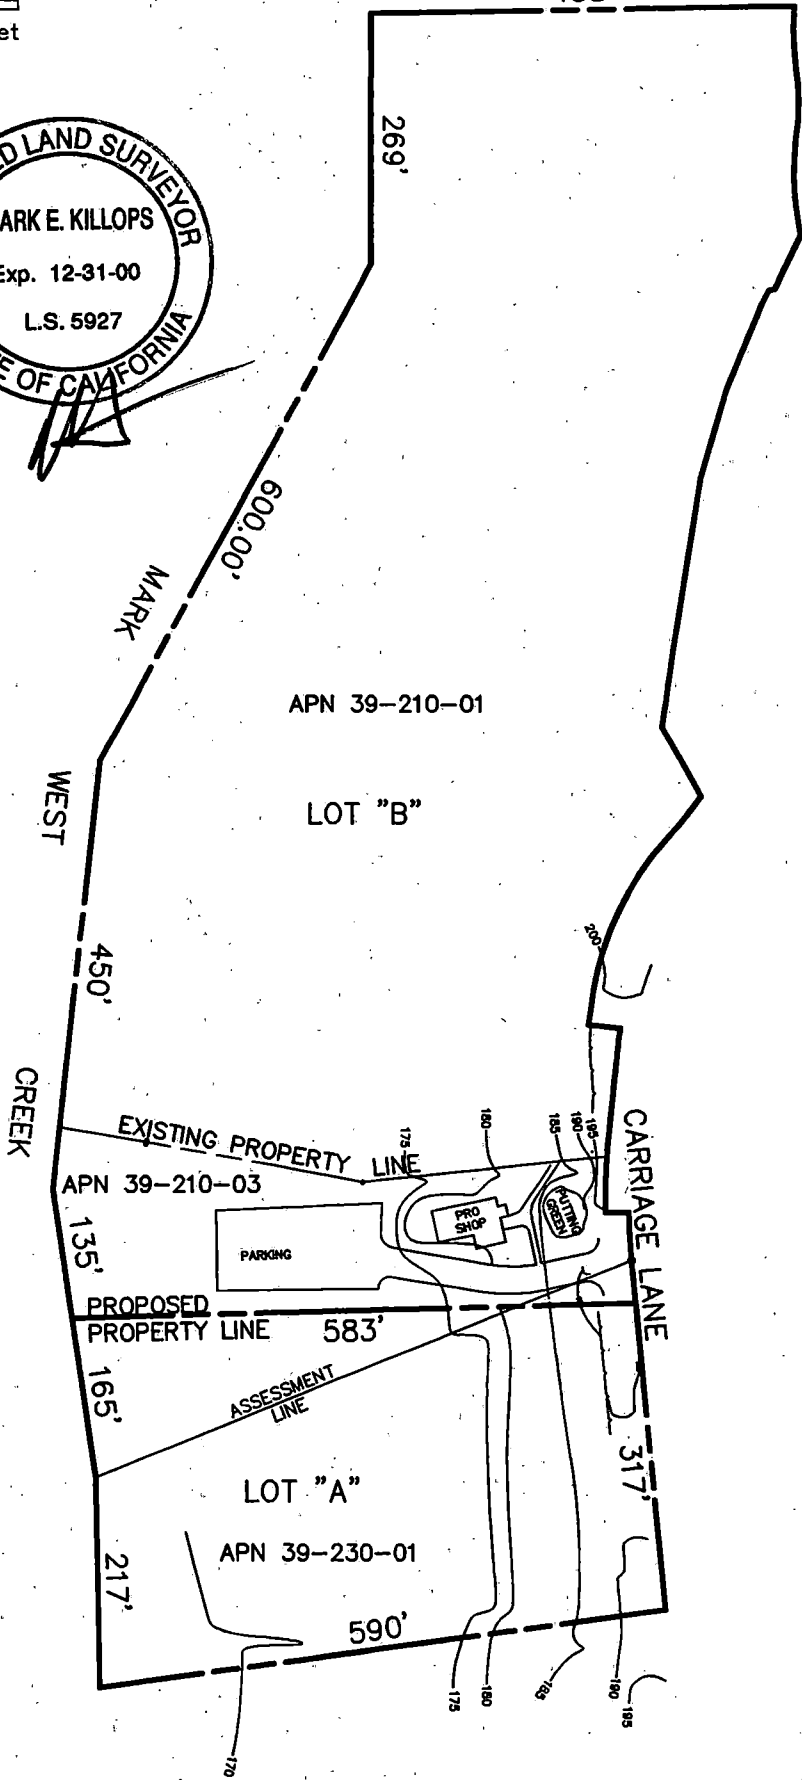 et
LAND SURVEYOR
MARK E. KILLOPS
Exp. 12-31-00
L.S. 5927
OF CALIFORNIA
269'
600.00'
MARK
WEST
CREEK
APN 39-210-01
LOT "B"
450'
200
EXISTING PROPERTY LINE
175
180
185
190
195
CARRIAGE LANE
APN 39-210-03
PRO
SHOP
PUTTING
GREEN
135'
PARKING
PROPOSED
PROPERTY LINE
583'
165'
ASSESSMENT
LINE
317'
LOT "A"
APN 39-230-01
217'
590'
175
180
185
190
195
170